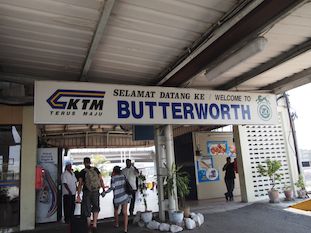 KTM
TERUS MAJU
SELAMAT DATANG KE / WELCOME TO
BUTTERWORTH